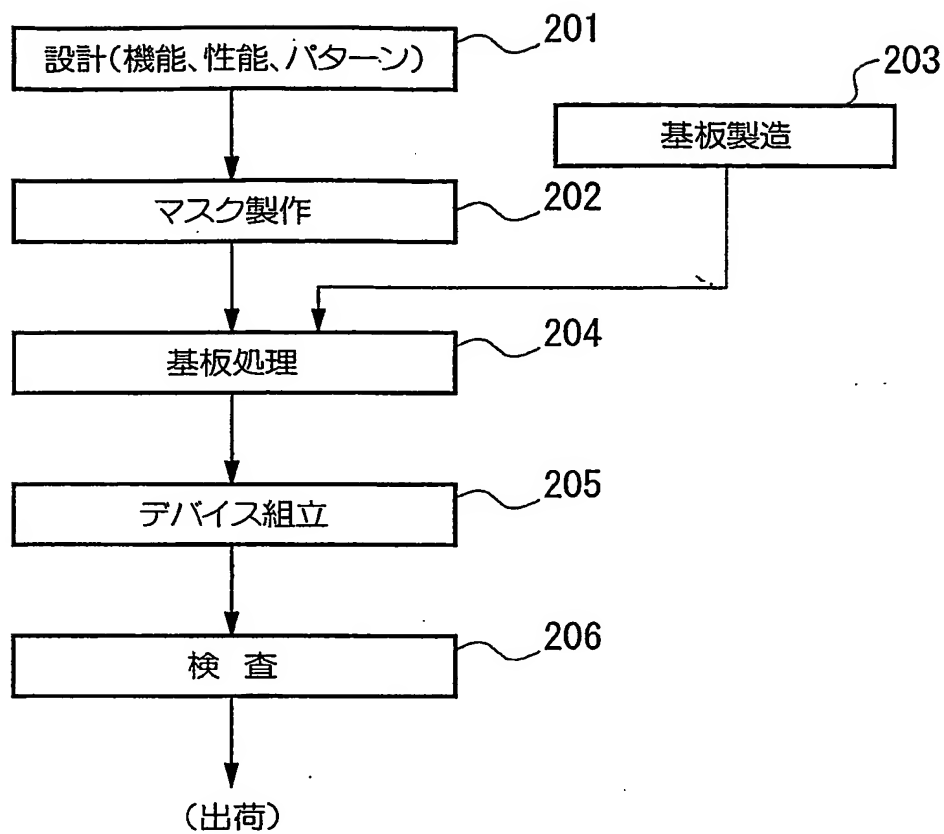 設計(機能、性能、パターン)
201
基板製造
203
マスク製作
202
基板処理
204
デバイス組立
205
検 査
206
(出荷)